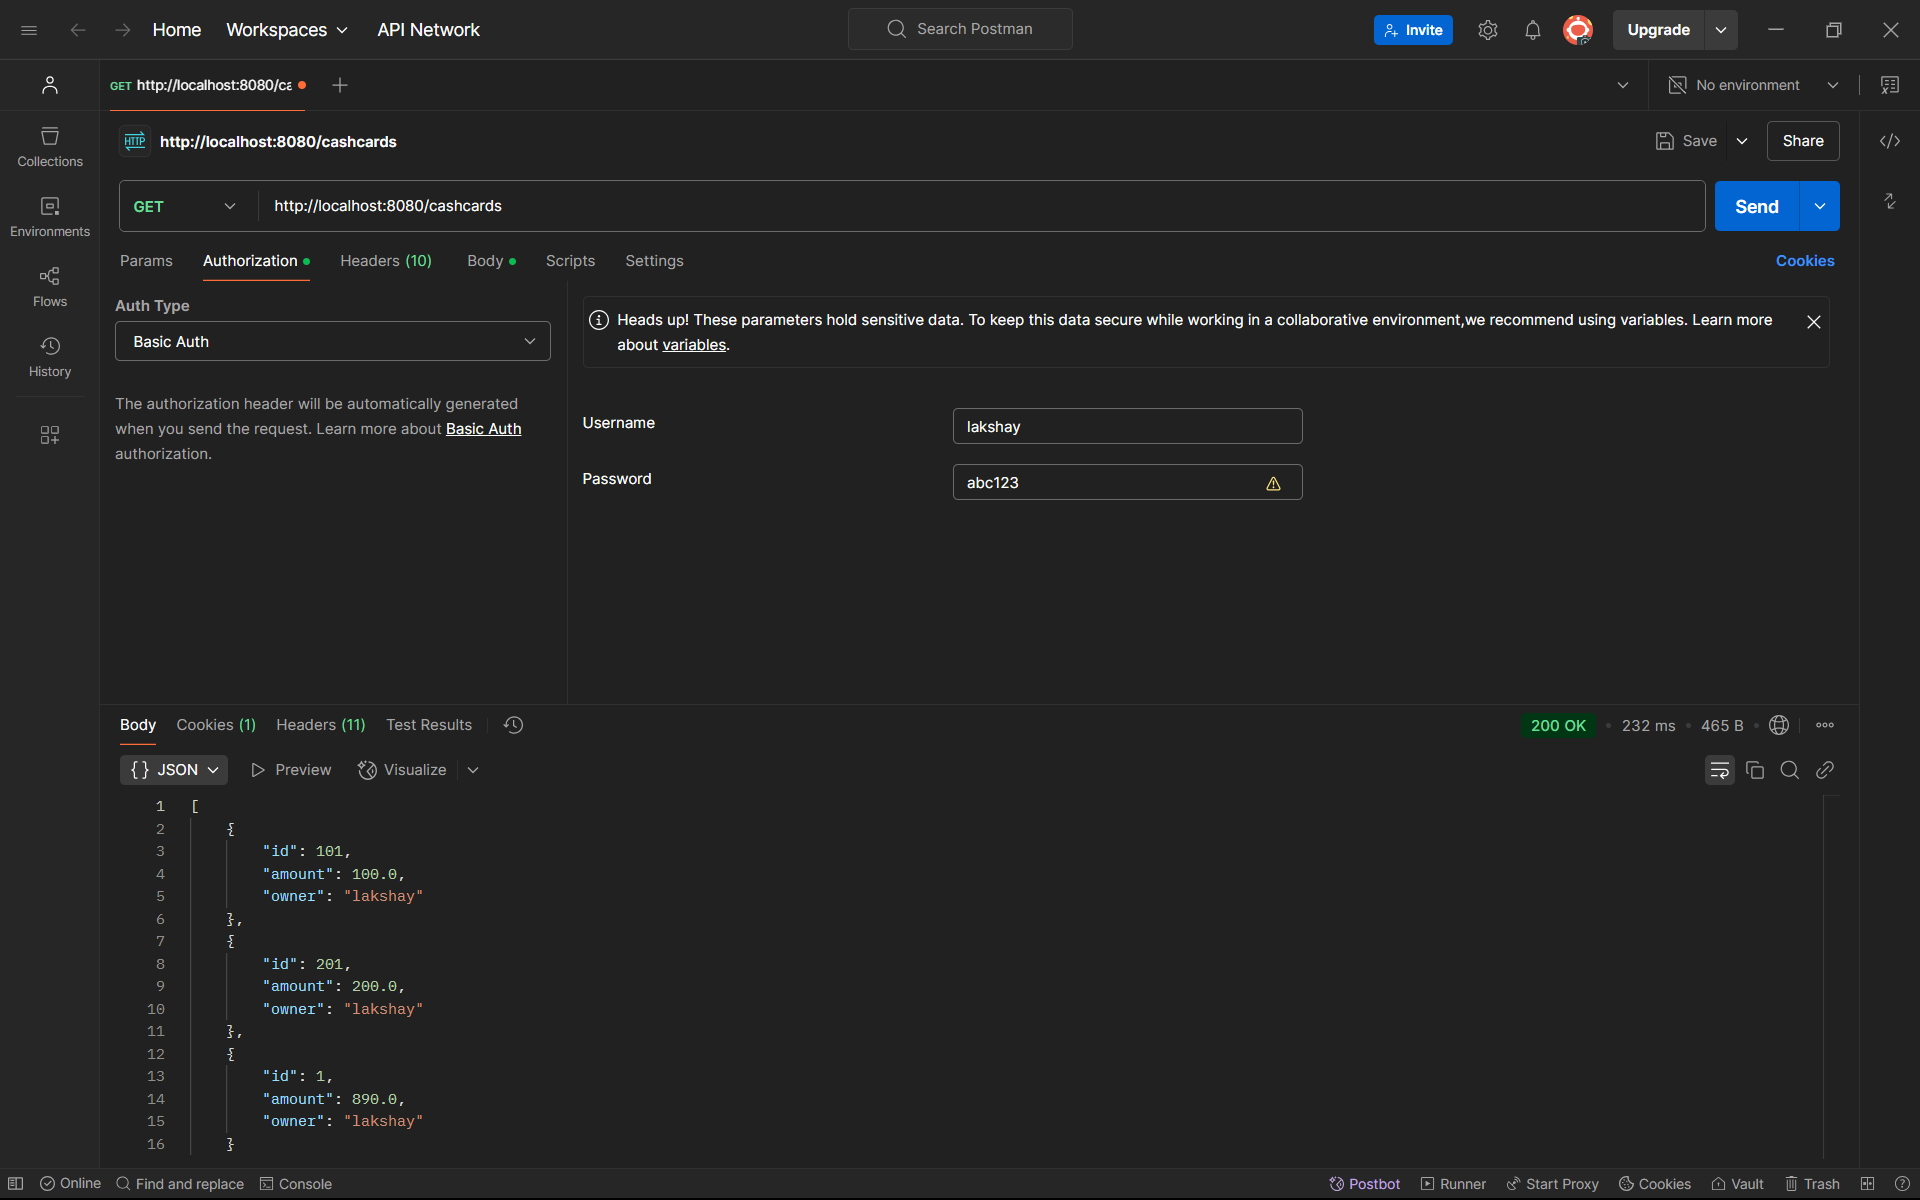 Home Workspaces API Network Search Postman Invite Upgrade
GET http://localhost:8080/ca No environment
Collections
Environments
Flows
History
HTTP http://localhost:8080/cashcards Save Share
GET http://localhost:8080/cashcards Send
Params Authorization Headers (10) Body Scripts Settings Cookies
Auth Type
Basic Auth
The authorization header will be automatically generated
when you send the request. Learn more about Basic Auth
authorization.
Heads up! These parameters hold sensitive data. To keep this data secure while working in a collaborative environment,we recommend using variables. Learn more
about variables.
Username lakshay
Password abc123
Body Cookies (1) Headers (11) Test Results 200 OK • 232 ms • 465 B •
{} JSON Preview Visualize
1 [
2 {
3 "id": 101,
4 "amount": 100.0,
5 "owner": "lakshay"
6 },
7 {
8 "id": 201,
9 "amount": 200.0,
10 "owner": "lakshay"
11 },
12 {
13 "id": 1,
14 "amount": 890.0,
15 "owner": "lakshay"
16 }
Online Find and replace Console Postbot Runner Start Proxy Cookies Vault Trash